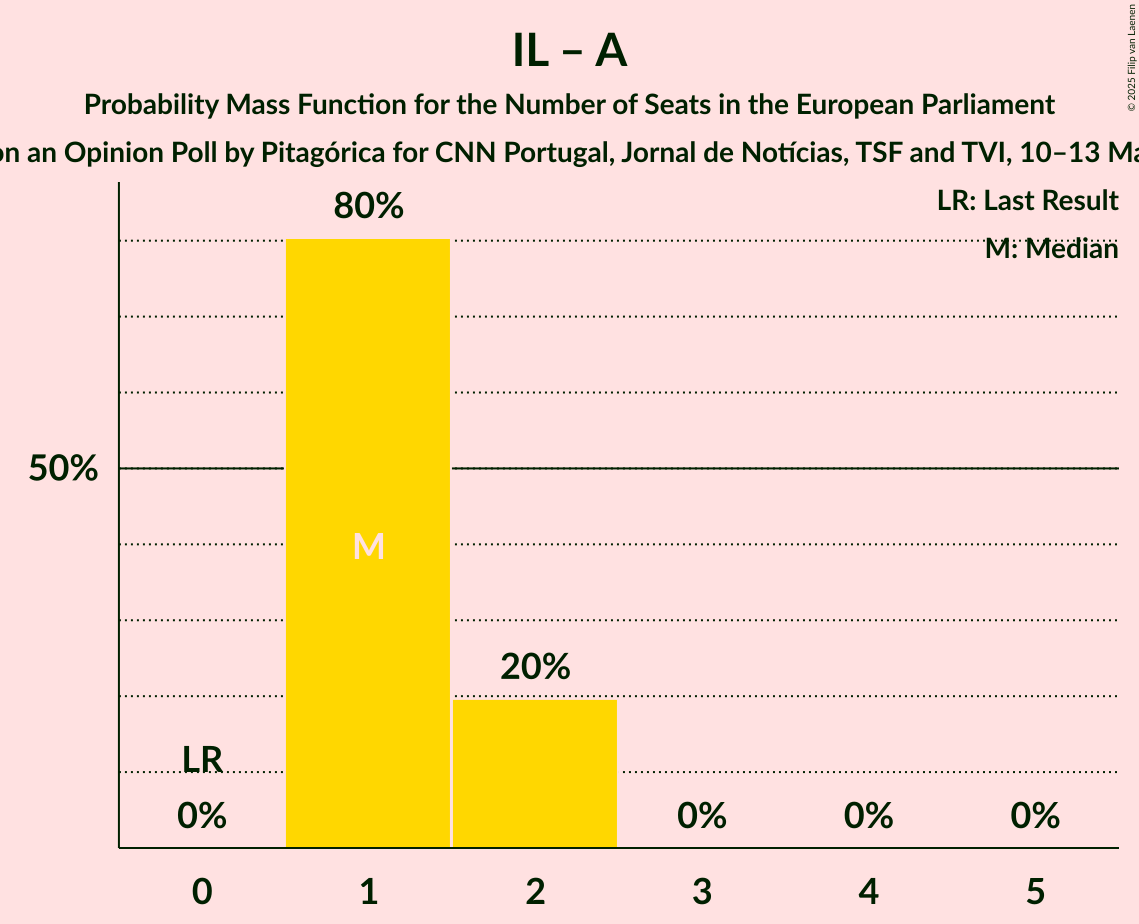 IL – A
Probability Mass Function for the Number of Seats in the European Parliament
on an Opinion Poll by Pitagórica for CNN Portugal, Jornal de Notícias, TSF and TVI, 10–13
© 2025 Filip van Laenen
LR: Last Result
M: Median
80%
50%
M
20%
LR
0%
0%
0%
0%
0 1 2 3 4 5